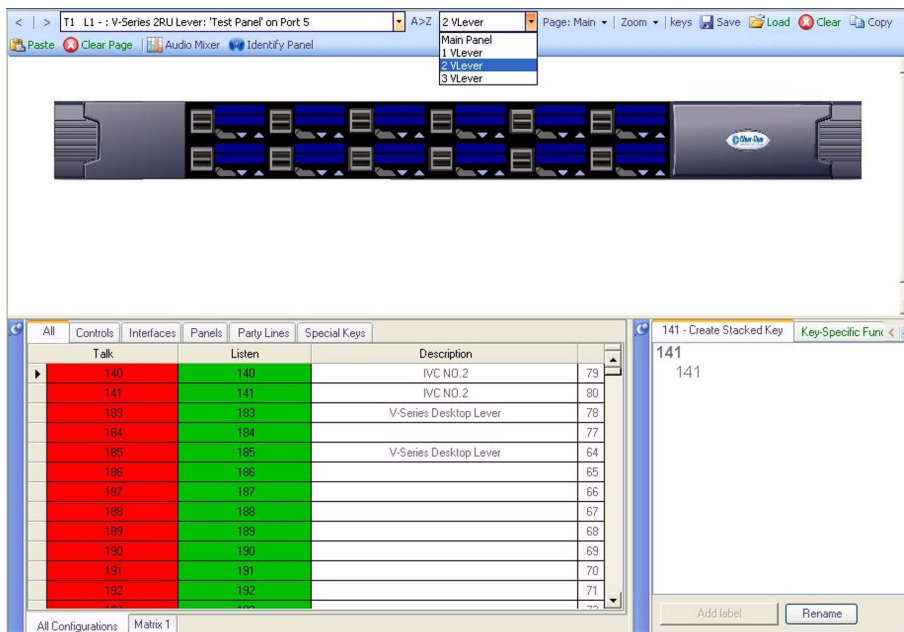 < | > T1 L1 - : V-Series 2RU Lever: 'Test Panel' on Port 5 A>Z 2 VLever Page: Main Zoom keys Save Load Clear Copy
Paste Clear Page Audio Mixer Identify Panel
Main Panel
1 VLever
2 VLever
3 VLever
Clear-Com
All Controls Interfaces Panels Party Lines Special Keys
Talk Listen Description
140 140 IVC NO.2 79
141 141 IVC NO.2 80
183 183 V-Series Desktop Lever 78
184 184 77
185 185 V-Series Desktop Lever 64
186 186 65
187 187 66
188 188 67
189 189 68
190 190 69
191 191 70
192 192 71
All Configurations Matrix 1
141 - Create Stacked Key Key-Specific Func <
141
141
Add label Rename